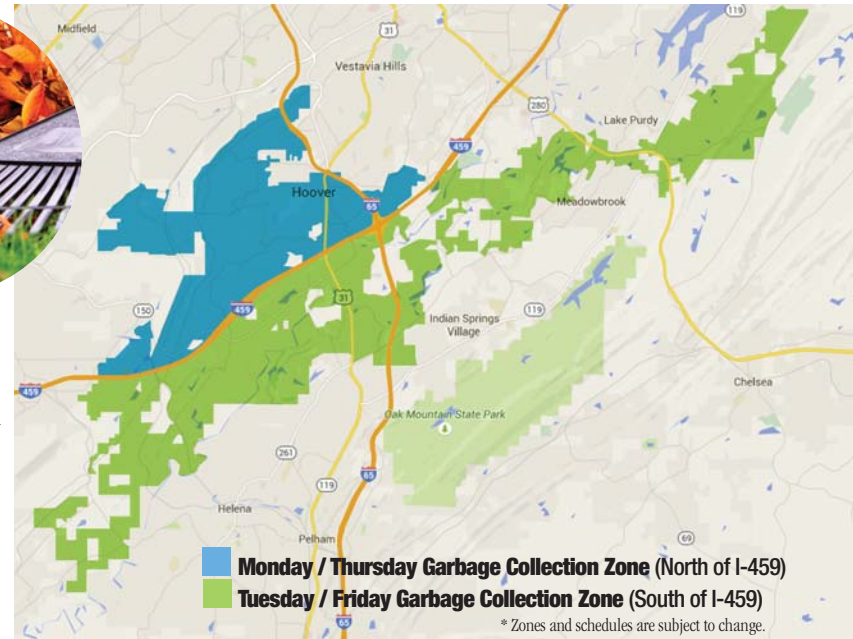 Midfield
31
119
Vestavia Hills
280
Lake Purdy
459
Hoover
65
Meadowbrook
150
459
31
Indian Springs
Village
119
459
Chelsea
Oak Mountain State Park
261
119
65
Helena
Pelham
69
Monday / Thursday Garbage Collection Zone (North of I-459)
Tuesday / Friday Garbage Collection Zone (South of I-459)
65
* Zones and schedules are subject to change.